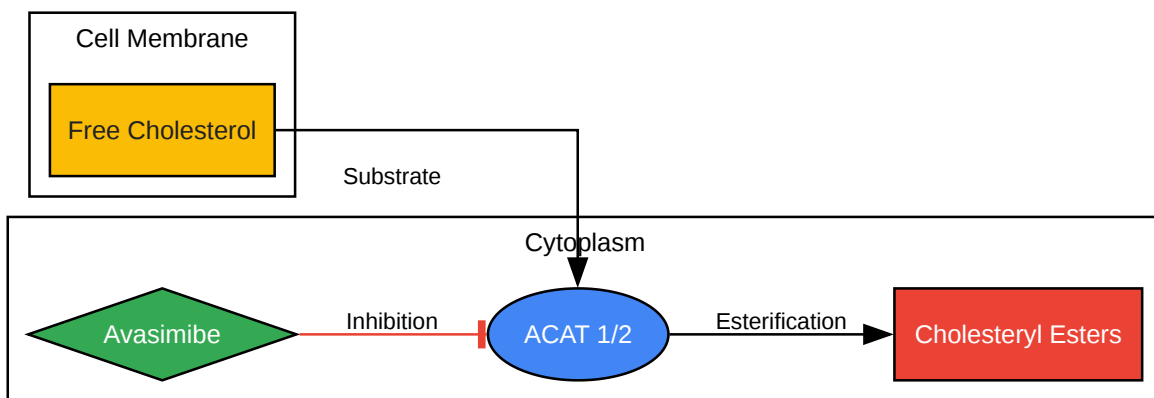 Cell Membrane
Free Cholesterol
Substrate
Cytoplasm
Avasimibe
Inhibition
ACAT 1/2
Esterification
Cholesteryl Esters